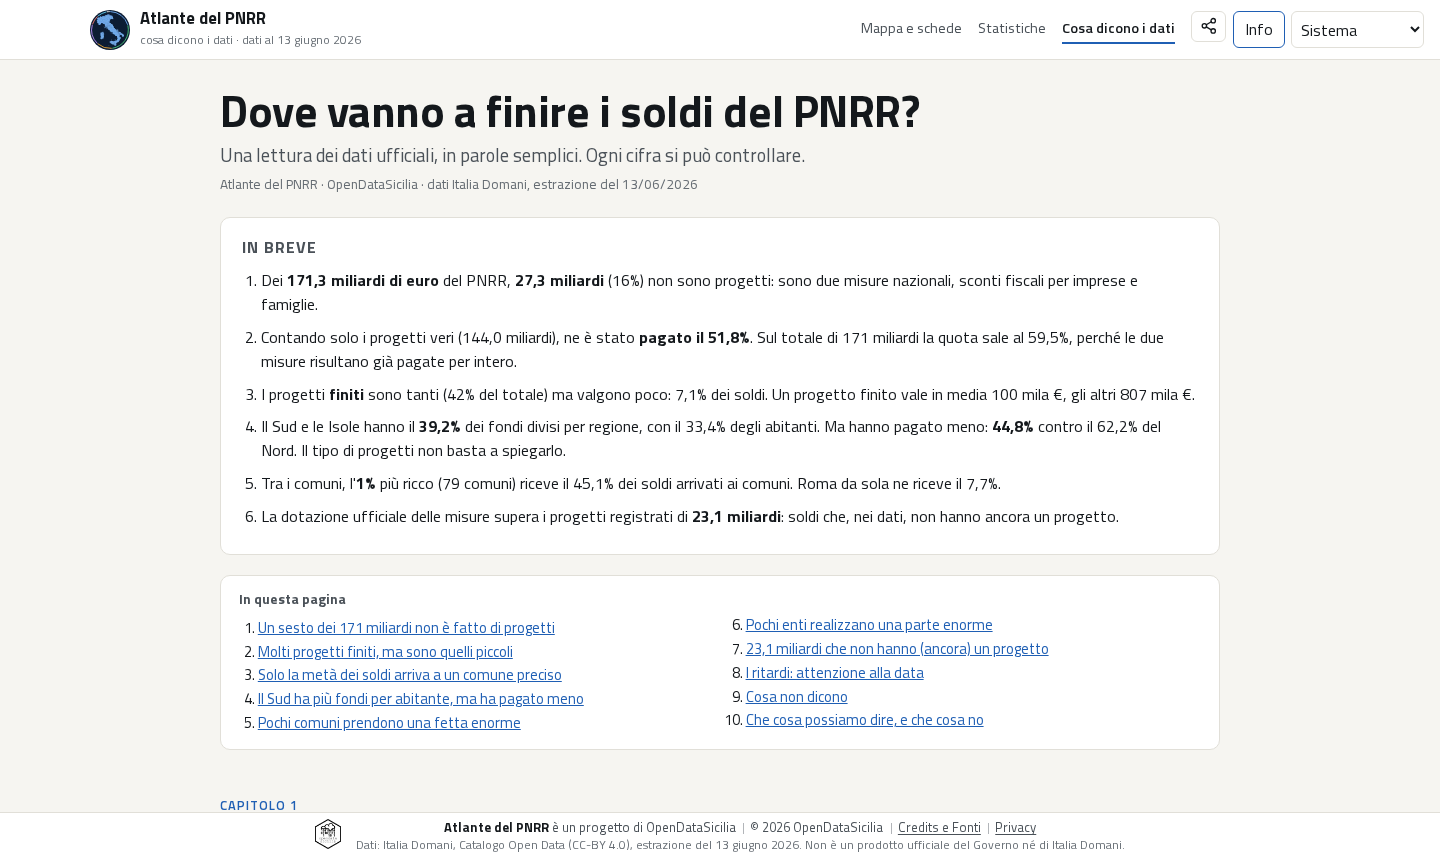 Atlante del PNRR
cosa dicono i dati · dati al 13 giugno 2026
Mappa e schede
Statistiche
Cosa dicono i dati
Info
Sistema
Dove vanno a finire i soldi del PNRR?
Una lettura dei dati ufficiali, in parole semplici. Ogni cifra si può controllare.
Atlante del PNRR · OpenDataSicilia · dati Italia Domani, estrazione del 13/06/2026
IN BREVE
1. Dei 171,3 miliardi di euro del PNRR, 27,3 miliardi (16%) non sono progetti: sono due misure nazionali, sconti fiscali per imprese e
famiglie.
2. Contando solo i progetti veri (144,0 miliardi), ne è stato pagato il 51,8%. Sul totale di 171 miliardi la quota sale al 59,5%, perché le due
misure risultano già pagate per intero.
3. I progetti finiti sono tanti (42% del totale) ma valgono poco: 7,1% dei soldi. Un progetto finito vale in media 100 mila €, gli altri 807 mila €.
4. Il Sud e le Isole hanno il 39,2% dei fondi divisi per regione, con il 33,4% degli abitanti. Ma hanno pagato meno: 44,8% contro il 62,2% del
Nord. Il tipo di progetti non basta a spiegarlo.
5. Tra i comuni, l'1% più ricco (79 comuni) riceve il 45,1% dei soldi arrivati ai comuni. Roma da sola ne riceve il 7,7%.
6. La dotazione ufficiale delle misure supera i progetti registrati di 23,1 miliardi: soldi che, nei dati, non hanno ancora un progetto.
In questa pagina
1. Un sesto dei 171 miliardi non è fatto di progetti
2. Molti progetti finiti, ma sono quelli piccoli
3. Solo la metà dei soldi arriva a un comune preciso
4. Il Sud ha più fondi per abitante, ma ha pagato meno
5. Pochi comuni prendono una fetta enorme
6. Pochi enti realizzano una parte enorme
7. 23,1 miliardi che non hanno (ancora) un progetto
8. I ritardi: attenzione alla data
9. Cosa non dicono
10. Che cosa possiamo dire, e che cosa no
CAPITOLO 1
Atlante del PNRR è un progetto di OpenDataSicilia | © 2026 OpenDataSicilia | Credits e Fonti | Privacy
Dati: Italia Domani, Catalogo Open Data (CC-BY 4.0), estrazione del 13 giugno 2026. Non è un prodotto ufficiale del Governo né di Italia Domani.